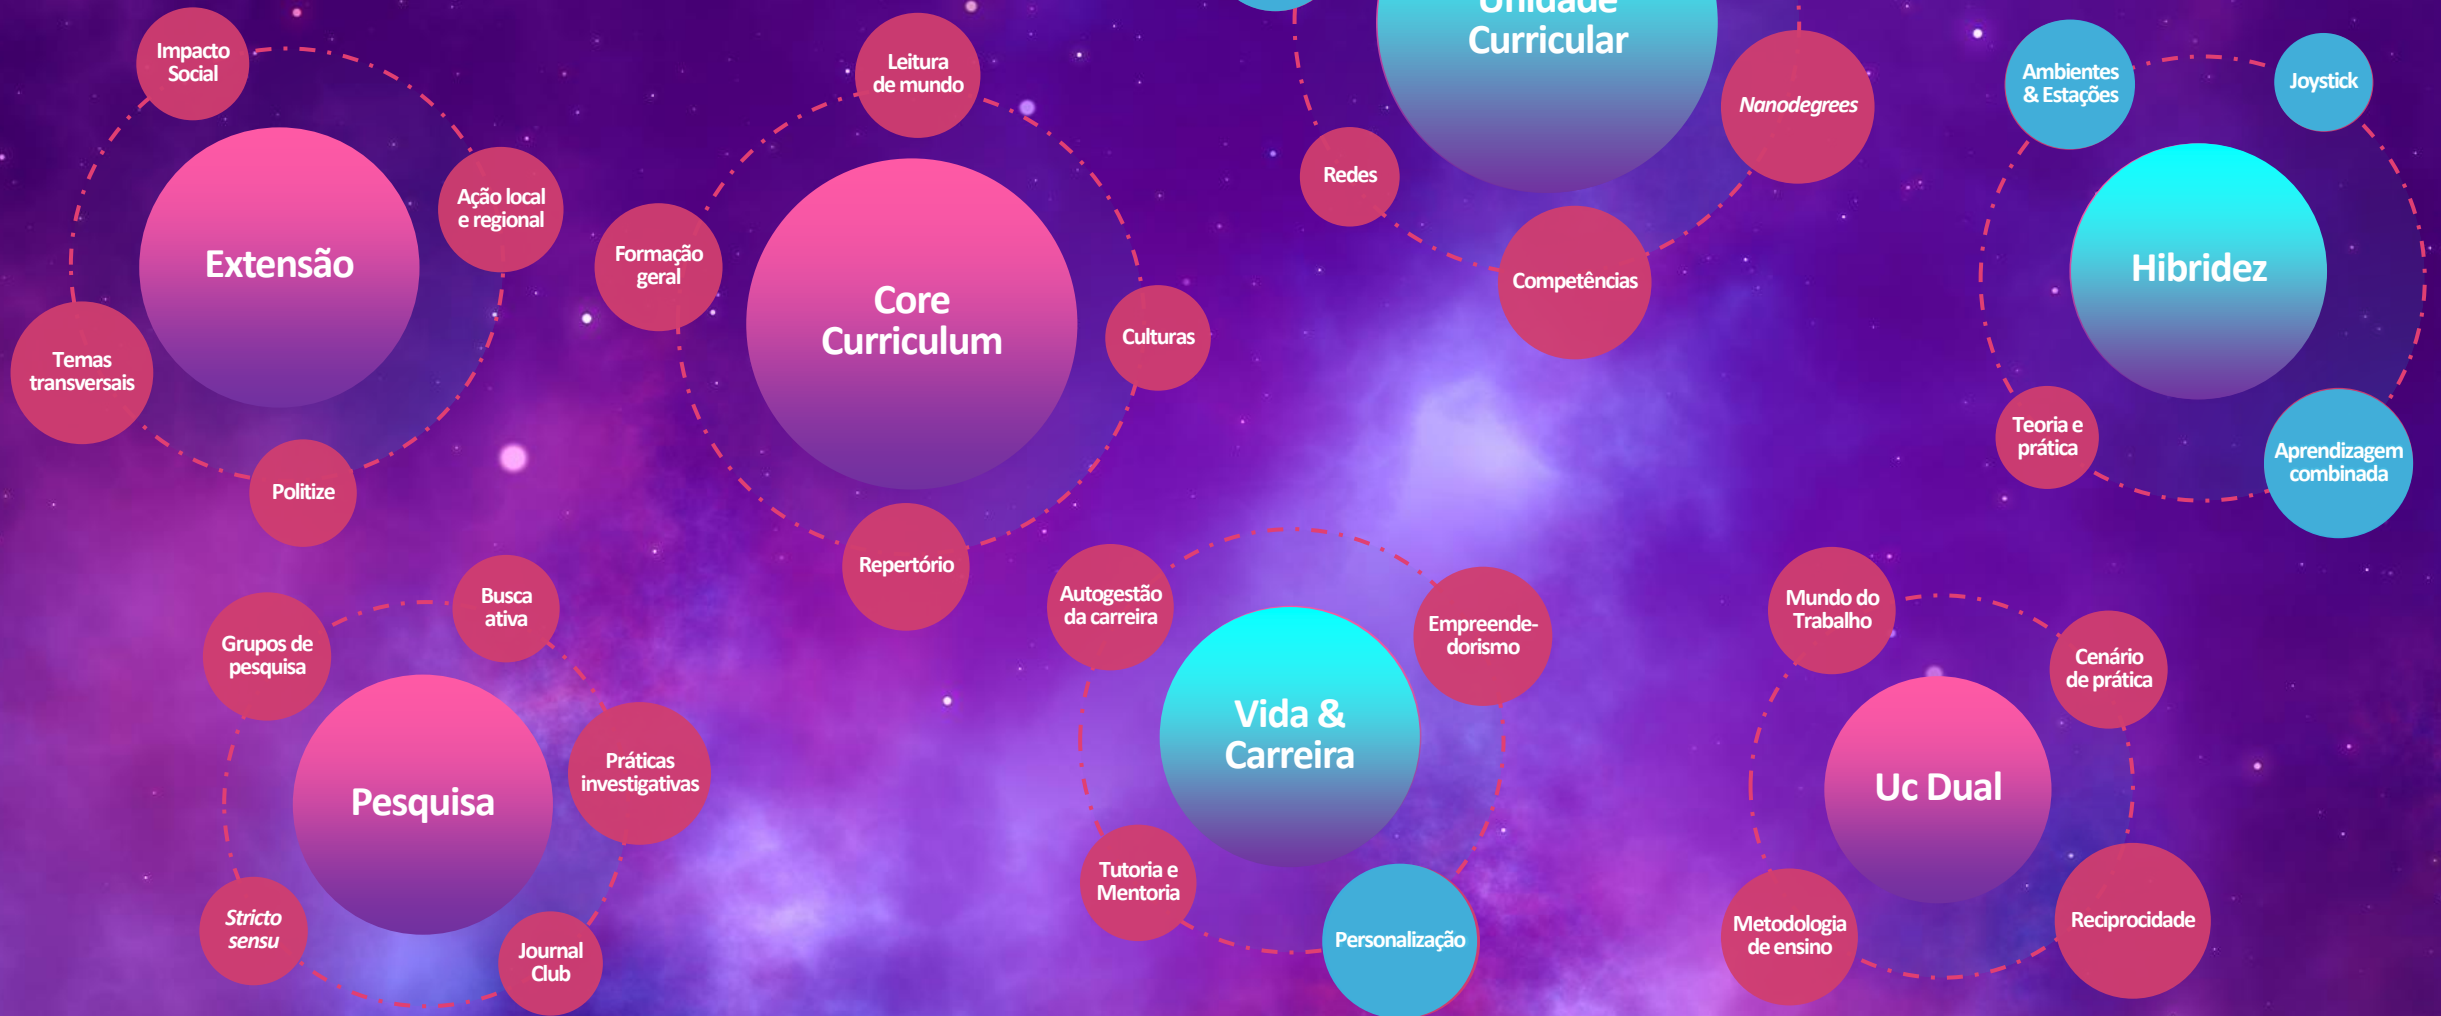 Impacto
Social
Ação local
e regional
Extensão
Temas
transversais
Politize
Leitura
de mundo
Formação
geral
Core
Curriculum
Culturas
Repertório
Unidade
Curricular
Nanodegrees
Redes
Competências
Ambientes
& Estações
Joystick
Hibridez
Teoria e
prática
Aprendizagem
combinada
Busca
ativa
Grupos de
pesquisa
Práticas
investigativas
Pesquisa
Stricto
sensu
Journal
Club
Autogestão
da carreira
Empreende-
dorismo
Vida &
Carreira
Tutoria e
Mentoria
Personalização
Mundo do
Trabalho
Cenário
de prática
Uc Dual
Metodologia
de ensino
Reciprocidade